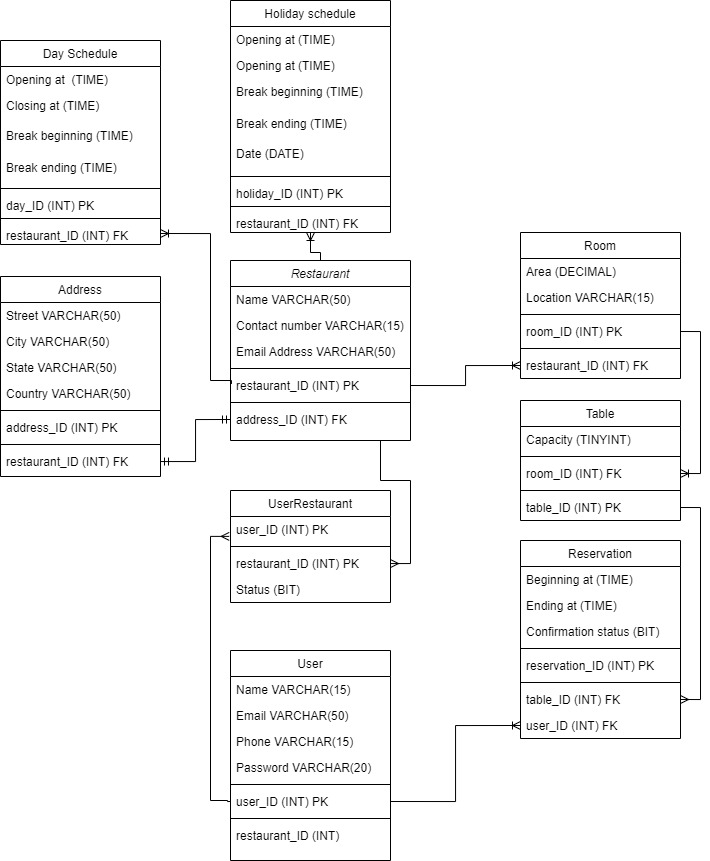 Holiday schedule
Opening at (TIME)
Opening at (TIME)
Break beginning (TIME)
Break ending (TIME)
Date (DATE)
holiday_ID (INT) PK
restaurant_ID (INT) FK
Day Schedule
Opening at  (TIME)
Closing at (TIME)
Break beginning (TIME)
Break ending (TIME)
day_ID (INT) PK
restaurant_ID (INT) FK
Address
Street VARCHAR(50)
City VARCHAR(50)
State VARCHAR(50)
Country VARCHAR(50)
address_ID (INT) PK
restaurant_ID (INT) FK
Restaurant
Name VARCHAR(50)
Contact number VARCHAR(15)
Email Address VARCHAR(50)
restaurant_ID (INT) PK
address_ID (INT) FK
Room
Area (DECIMAL)
Location VARCHAR(15)
room_ID (INT) PK
restaurant_ID (INT) FK
Table
Capacity (TINYINT)
room_ID (INT) FK
table_ID (INT) PK
UserRestaurant
user_ID (INT) PK
restaurant_ID (INT) PK
Status (BIT)
Reservation
Beginning at (TIME)
Ending at (TIME)
Confirmation status (BIT)
reservation_ID (INT) PK
table_ID (INT) FK
user_ID (INT) FK
User
Name VARCHAR(15)
Email VARCHAR(50)
Phone VARCHAR(15)
Password VARCHAR(20)
user_ID (INT) PK
restaurant_ID (INT)